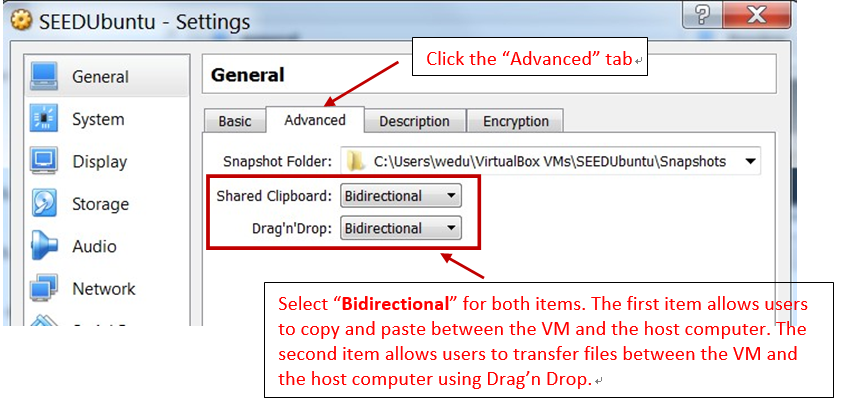 SEEDUbuntu - Settings
Click the “Advanced” tab
General
System
Display
Storage
Audio
Network
General
Basic
Advanced
Description
Encryption
Snapshot Folder: C:\Users\wedu\VirtualBox VMs\SEEDUbuntu\Snapshots
Shared Clipboard: Bidirectional
Drag'n'Drop: Bidirectional
Select “Bidirectional” for both items. The first item allows users
to copy and paste between the VM and the host computer. The
second item allows users to transfer files between the VM and
the host computer using Drag’n Drop.